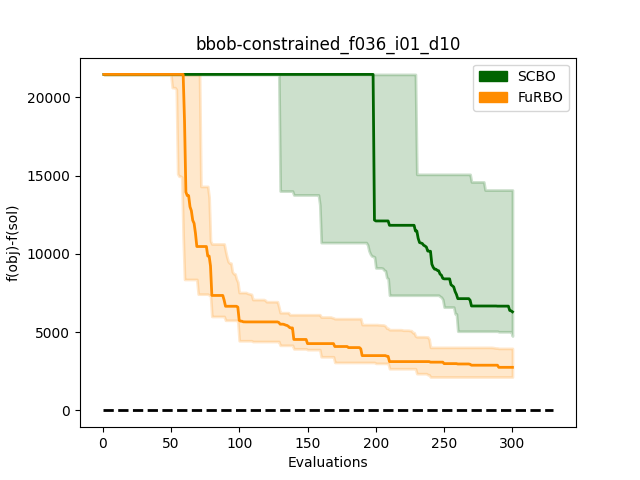 bbob-constrained_f036_i01_d10
SCBO
FuRBO
f(obj)-f(sol)
20000
15000
10000
5000
0
0 50 100 150 200 250 300
Evaluations